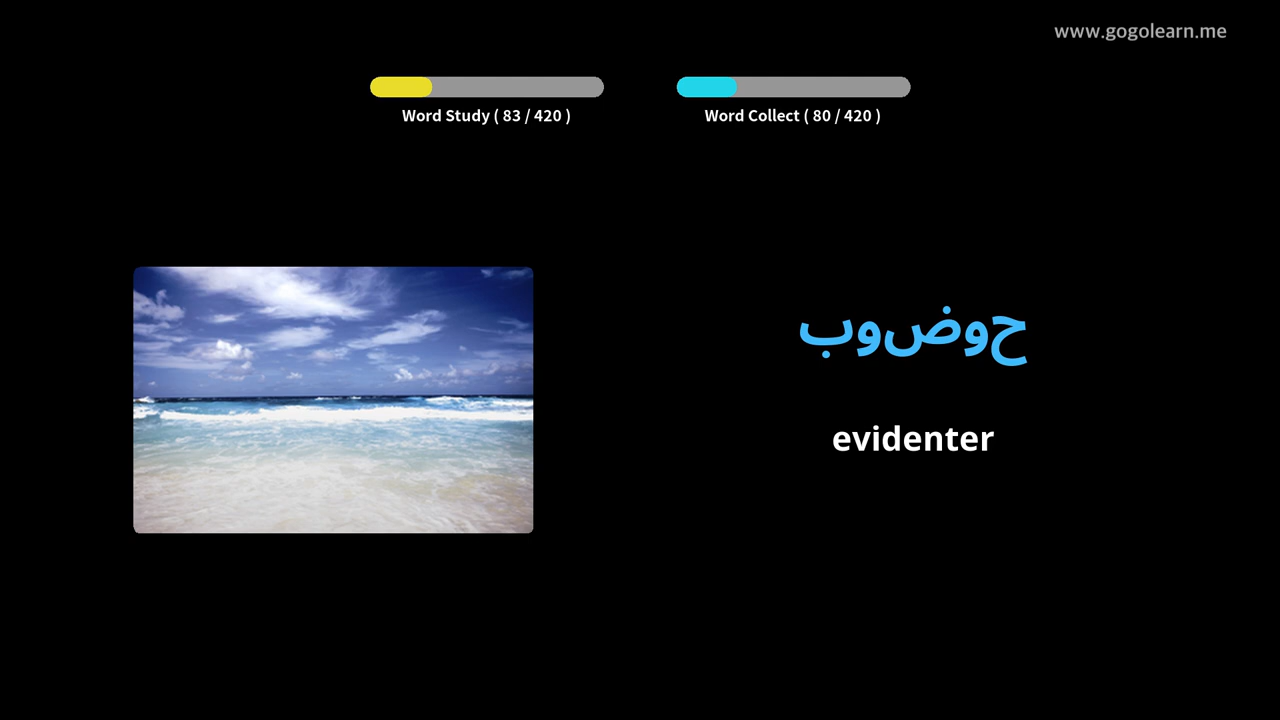 www.gogolearn.me
Word Study ( 83 / 420 )
Word Collect ( 80 / 420 )
حوضوب
evidenter